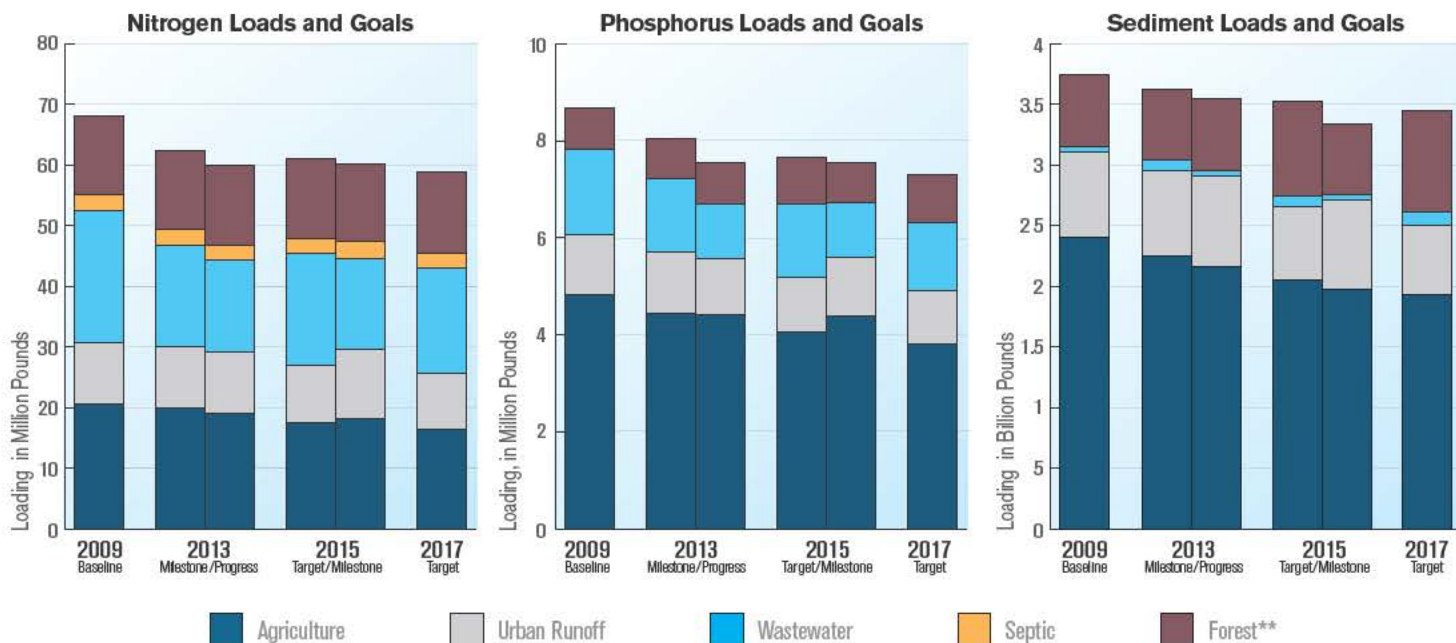 Nitrogen Loads and Goals
80
70
60
50
40
30
20
10
0
Loading in Million Pounds
2009
Baseline
2013
Milestone/Progress
2015
Target/Milestone
2017
Target
Phosphorus Loads and Goals
10
8
6
4
2
0
Loading, in Million Pounds
2009
Baseline
2013
Milestone/Progress
2015
Target/Milestone
2017
Target
Sediment Loads and Goals
4
3.5
3
2.5
2
1.5
1
5
0
Loading in Billion Pounds
2009
Baseline
2013
Milestone/Progress
2015
Target/Milestone
2017
Target
Agriculture
Urban Runoff
Wastewater
Septic
Forest**